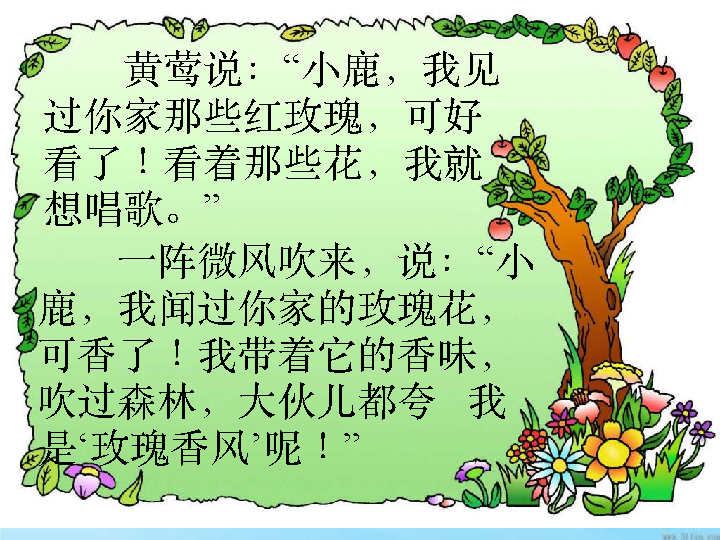 黄莺说：“小鹿，我见
过你家那些红玫瑰，可好
看了！看着那些花，我就
想唱歌。”
一阵微风吹来，说：“小
鹿，我闻过你家的玫瑰花，
可香了！我带着它的香味，
吹过森林，大伙儿都夸 我
是‘玫瑰香风’呢！”